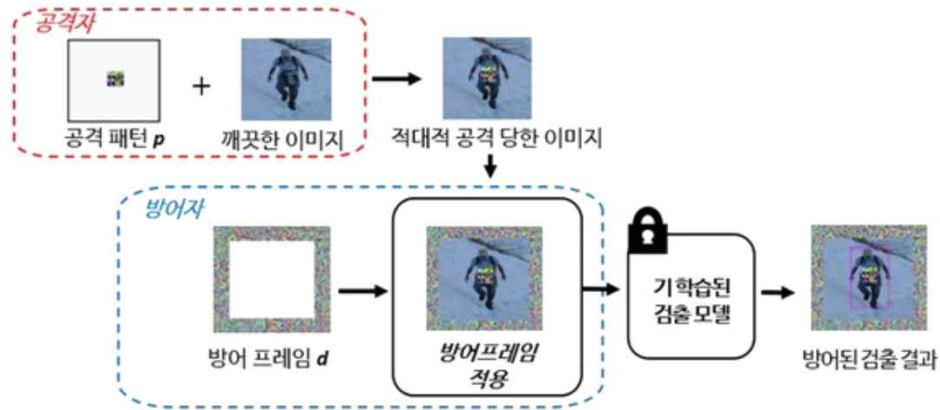 공격자
+
공격 패턴 p
깨끗한 이미지
적대적 공격 당한 이미지
방어자
방어 프레임 d
방어프레임
적용
기 학습된
검출 모델
방어된 검출 결과